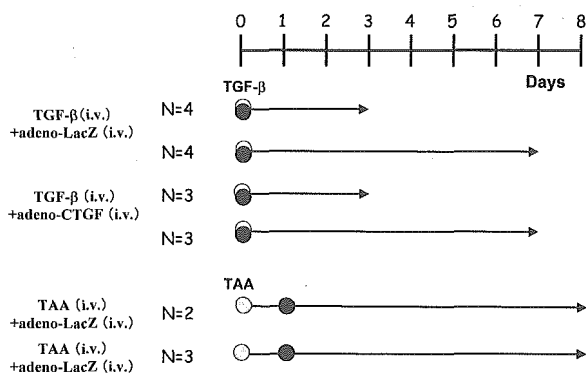 0 1 2 3 4 5 6 7 8
Days
TGF-β
TGF-β(i.v.)
+adeno-LacZ (i.v.)
N=4
N=4
TGF-β (i.v.)
+adeno-CTGF (i.v.)
N=3
N=3
TAA
TAA (i.v.)
+adeno-LacZ (i.v.)
N=2
TAA (i.v.)
+adeno-LacZ (i.v.)
N=3